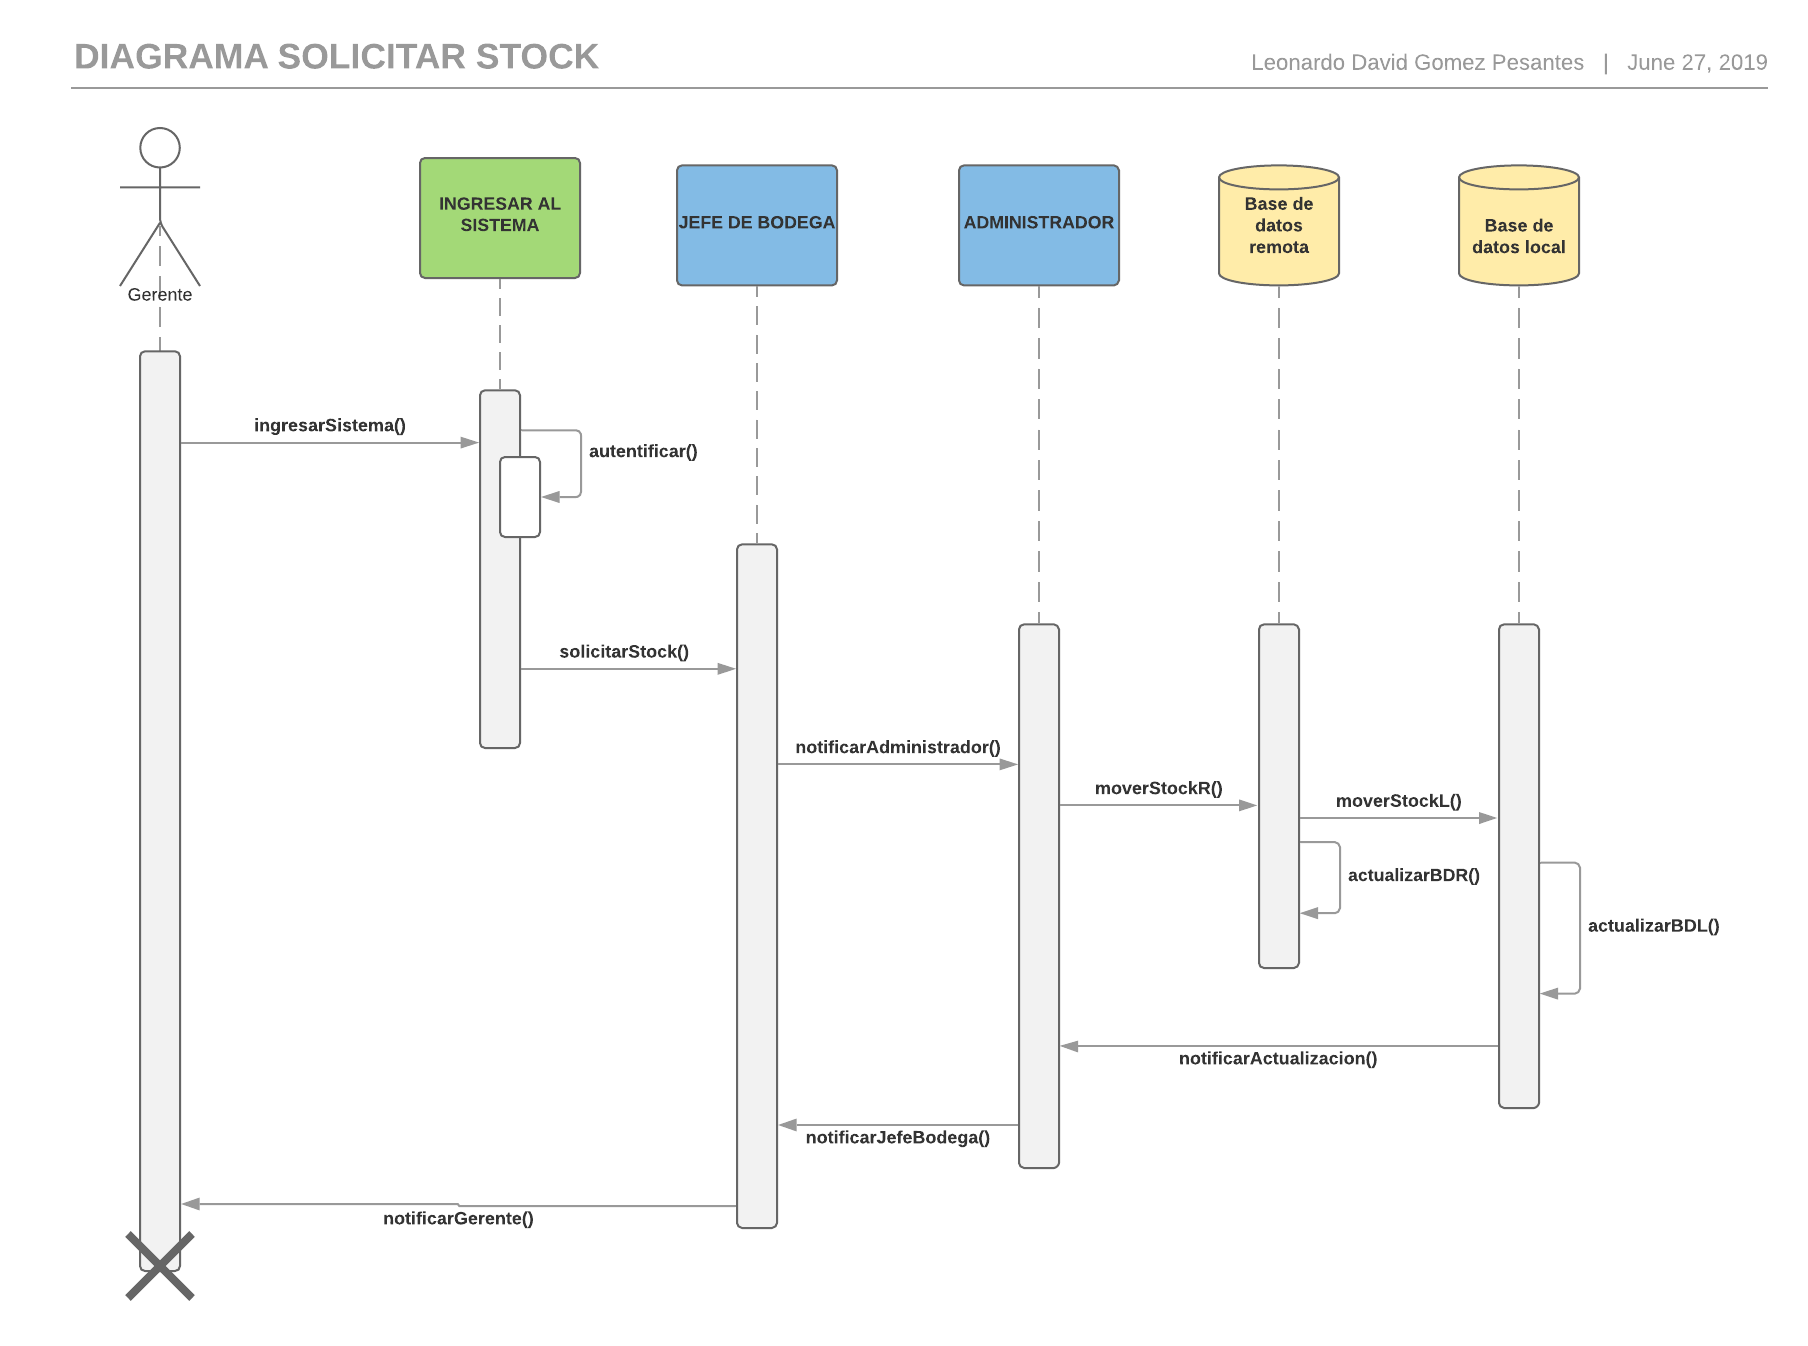 DIAGRAMA SOLICITAR STOCK
Leonardo David Gomez Pesantes | June 27, 2019
Gerente
INGRESAR AL
SISTEMA
JEFE DE BODEGA
ADMINISTRADOR
Base de
datos
remota
Base de
datos local
ingresarSistema()
autentificar()
solicitarStock()
notificarAdministrador()
moverStockR()
moverStockL()
actualizarBDR()
actualizarBDL()
notificarActualizacion()
notificarJefeBodega()
notificarGerente()